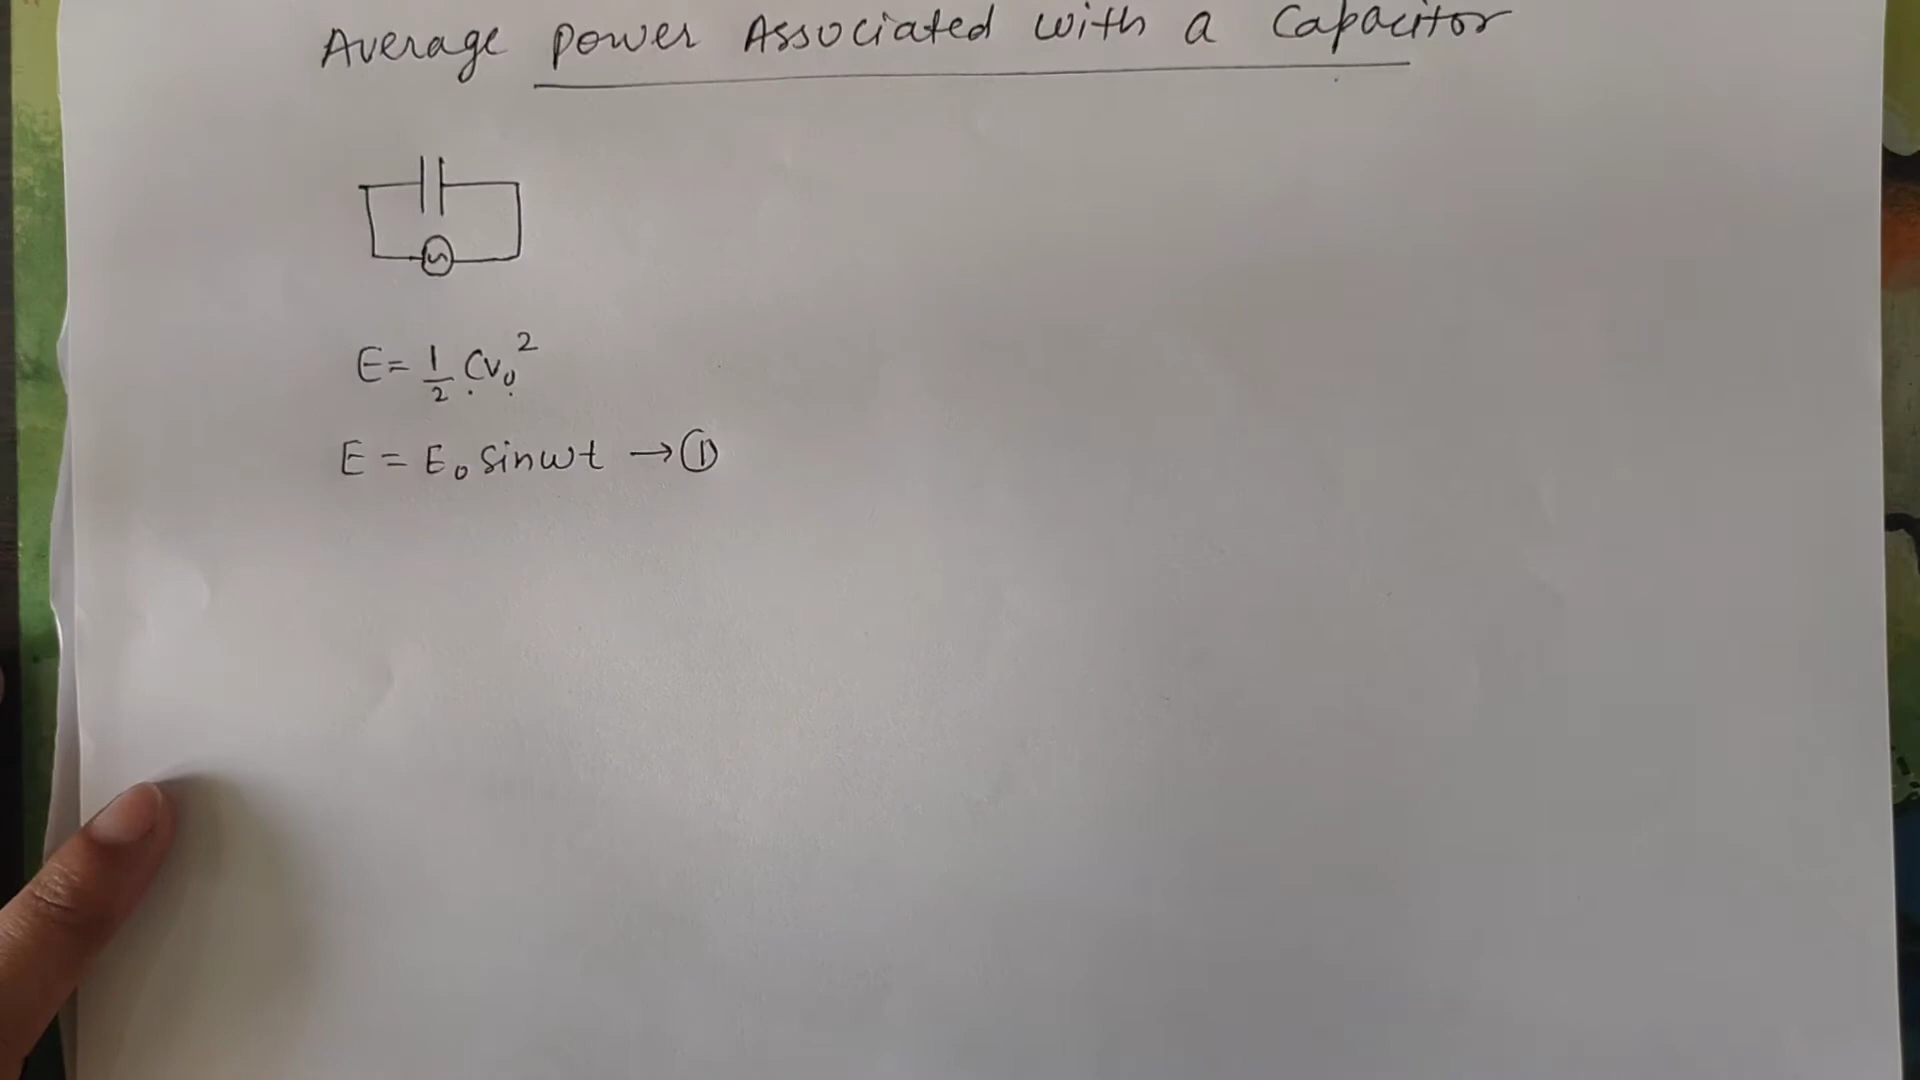 Average power Associated with a Capacitor
E = 1/2 Cv₀²
E = E₀ sinωt → ①